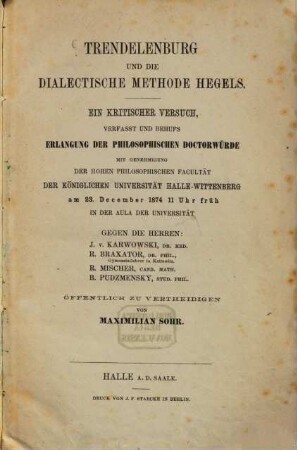 TRENDELENBURG
UND DIE
DIALECTISCHE METHODE HEGELS.
EIN KRITISCHER VERSUCH,
VERFASST UND BEHUFS
ERLANGUNG DER PHILOSOPHISCHEN DOCTORWÜRDE
MIT GENEHMIGUNG
DER HOHEN PHILOSOPHISCHEN FACULTÄT
DER KÖNIGLICHEN UNIVERSITÄT HALLE-WITTENBERG
am 23. December 1874 11 Uhr früh
IN DER AULA DER UNIVERSITÄT
GEGEN DIE HERREN:
J. v. KARWOWSKI, DR. MED.
R. BRAXATOR, DR. PHIL.,
R. MISCHER, CAND. MATH.
R. PUDZMENSKY, STUD. PHIL.
ÖFFENTLICH ZU VERTHEIDIGEN
VON
MAXIMILIAN SOHR.
HALLE A. D. SAALE.
DRUCK VON J. F. STARCKE IN BERLIN.